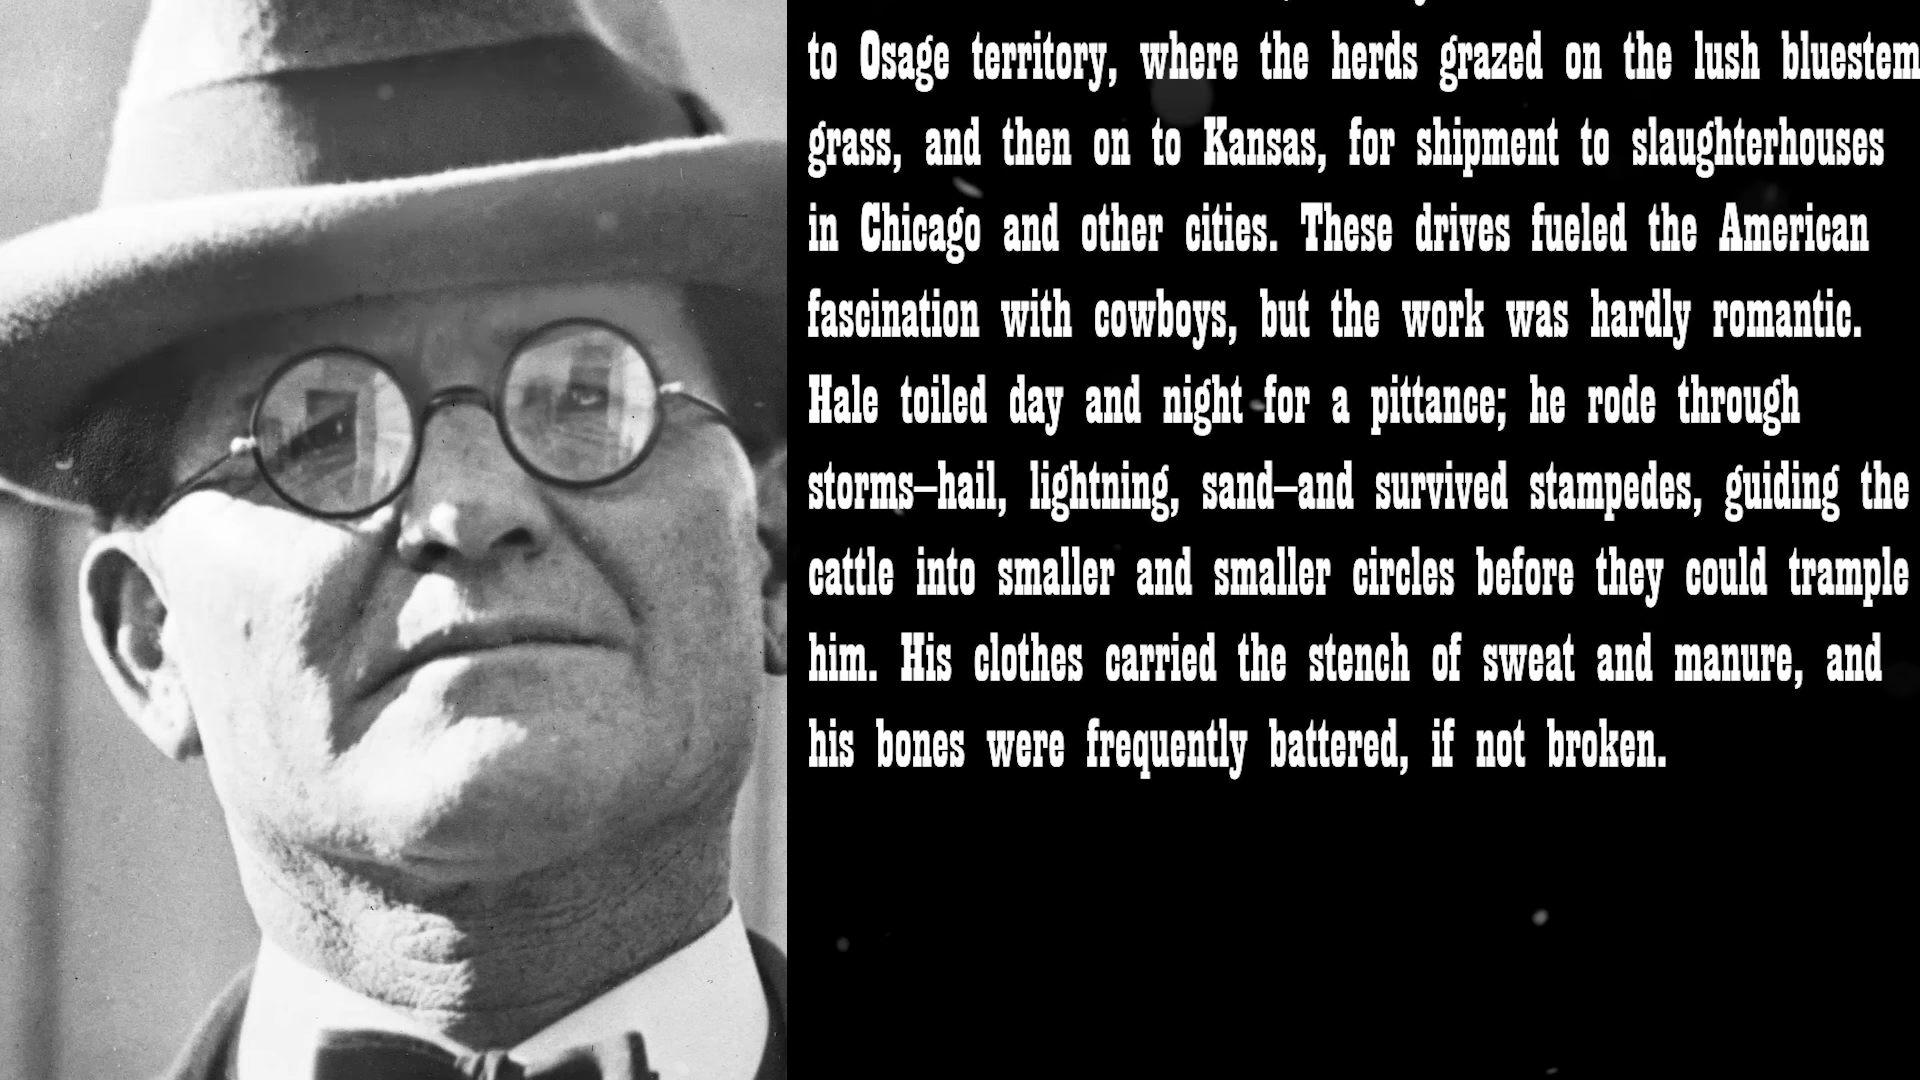 to Osage territory, where the herds grazed on the lush bluestem
grass, and then on to Kansas, for shipment to slaughterhouses
in Chicago and other cities. These drives fueled the American
fascination with cowboys, but the work was hardly romantic.
Hale toiled day and night for a pittance; he rode through
storms—hail, lightning, sand—and survived stampedes, guiding the
cattle into smaller and smaller circles before they could trample
him. His clothes carried the stench of sweat and manure, and
his bones were frequently battered, if not broken.